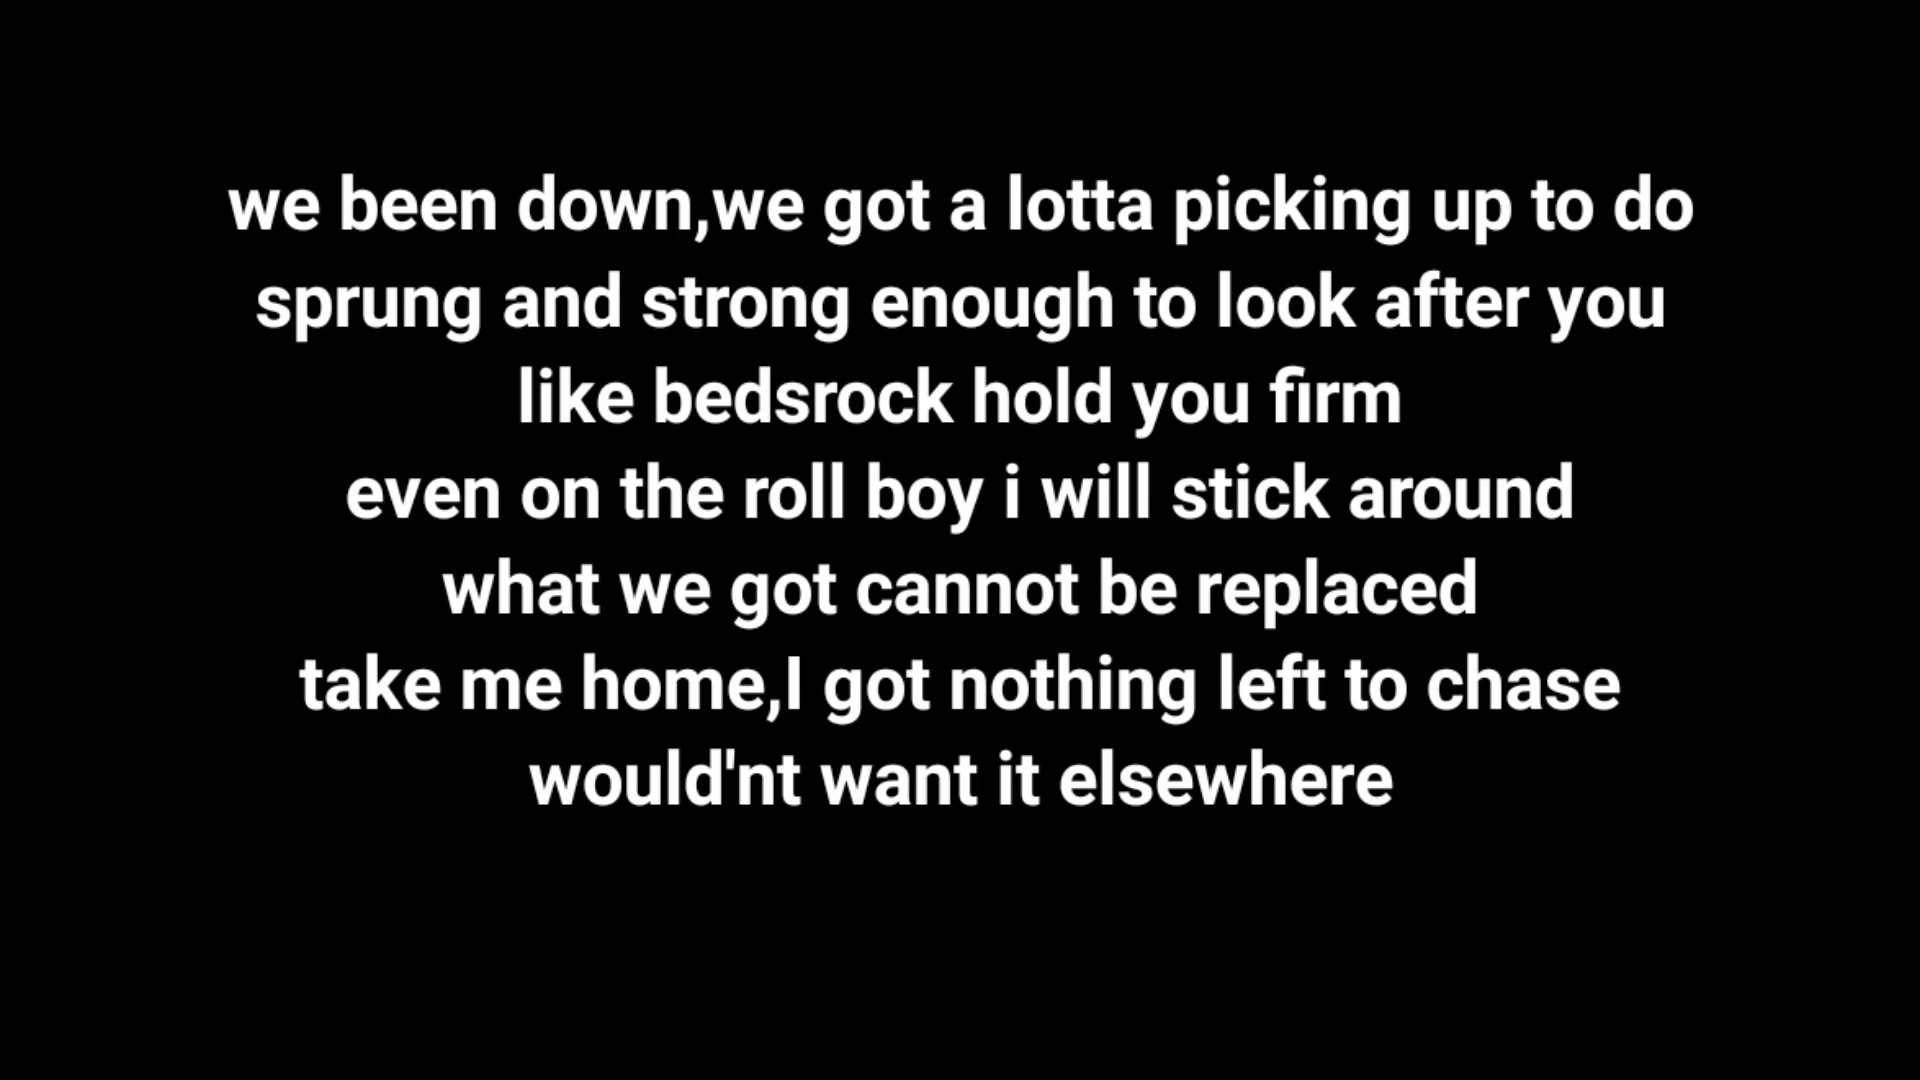 we been down,we got a lotta picking up to do
sprung and strong enough to look after you
like bedsrock hold you firm
even on the roll boy i will stick around
what we got cannot be replaced
take me home,I got nothing left to chase
would'nt want it elsewhere